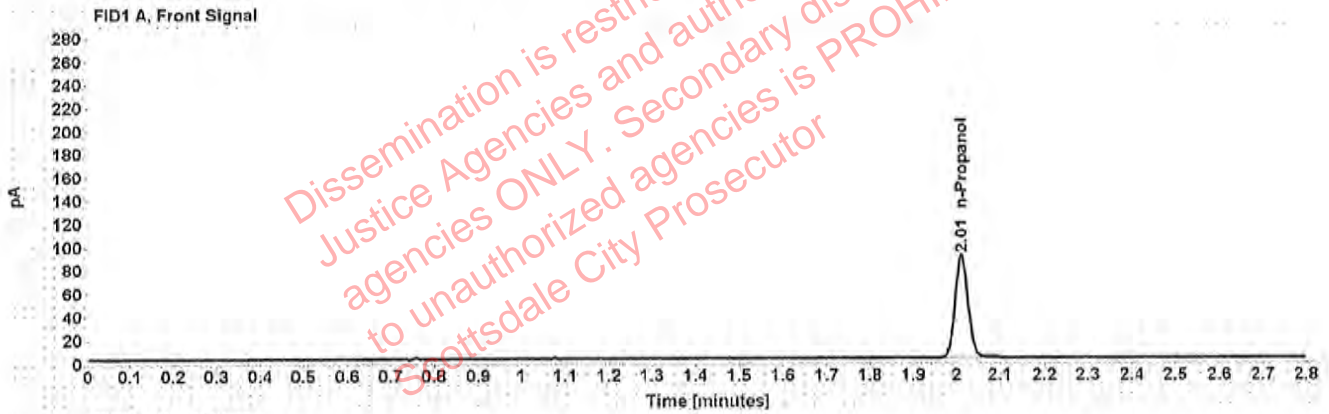 FID1 A, Front Signal
280
260
240
220
200
180
160
140
120
100
80
60
40
20
0
pA
2.01 n-Propanol
0 0.1 0.2 0.3 0.4 0.5 0.6 0.7 0.8 0.9 1 1.1 1.2 1.3 1.4 1.5 1.6 1.7 1.8 1.9 2 2.1 2.2 2.3 2.4 2.5 2.6 2.7 2.8
Time [minutes]
Dissemination is
Justice Agencies and
agencies ONLY. Secondary
to unauthorized agencies is
Scottsdale City Prosecutor